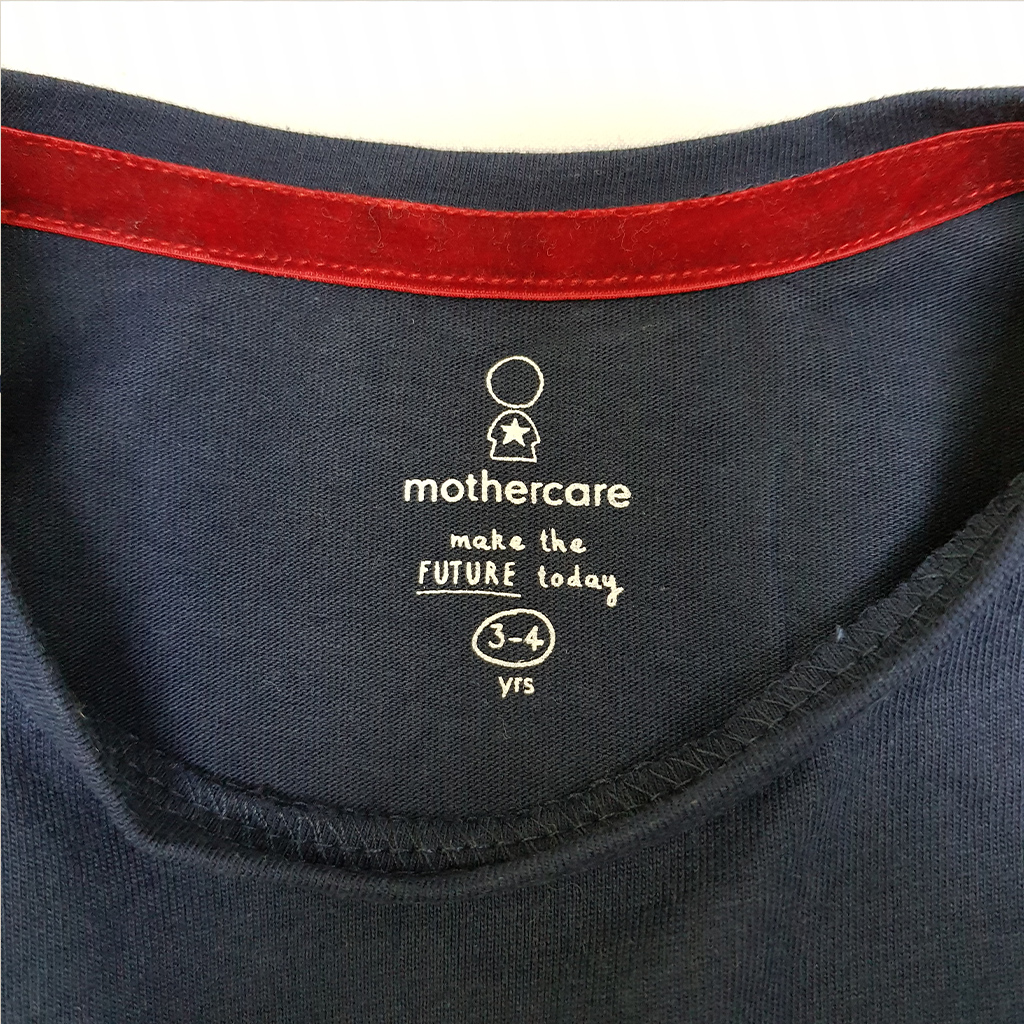 mothercare
make the
FUTURE today
3-4
yrs